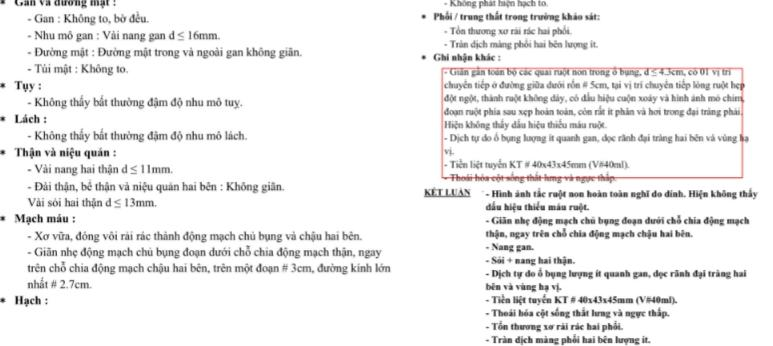 * Gan và đường mật :
- Gan : Không to, bờ đều.
- Nhu mô gan : Vài nang gan d ≤ 16mm.
- Đường mật : Đường mật trong và ngoài gan không giãn.
- Túi mật : Không to.
* Tụy :
- Không thấy bất thường đậm độ nhu mô tuỵ.
* Lách :
- Không thấy bất thường đậm độ nhu mô lách.
* Thận và niệu quản :
- Vài nang hai thận d ≤ 11mm.
- Đài thận, bể thận và niệu quản hai bên : Không giãn.
Vài sỏi hai thận d ≤ 13mm.
* Mạch máu :
- Xơ vữa, đóng vôi rải rác thành động mạch chủ bụng và chậu hai bên.
- Giãn nhẹ động mạch chủ bụng đoạn dưới chỗ chia động mạch thận, ngay
trên chỗ chia động mạch chậu hai bên, trên một đoạn # 3cm, đường kính lớn
nhất # 2.7cm.
* Hạch :
- Không phát hiện hạch to.
* Phổi / trung thất trong trường khảo sát:
- Tổn thương xơ rải rác hai phổi.
- Tràn dịch màng phổi hai bên lượng ít.
* Ghi nhận khác :
- Giãn gần toàn bộ các quai ruột non trong ổ bụng, d ≤ 4.3cm, có 01 vị trí
chuyển tiếp ở đường giữa dưới rốn # 5cm, tại vị trí chuyển tiếp lòng ruột hẹp
đột ngột, thành ruột không dày, có dấu hiệu cuộn xoáy và hình ảnh mỏ chim,
đoạn ruột phía sau xẹp hoàn toàn, còn rất ít phân và hơi trong đại tràng phải.
Hiện không thấy dấu hiệu thiếu máu ruột.
- Dịch tự do ổ bụng lượng ít quanh gan, dọc rãnh đại tràng hai bên và vùng hạ
vị.
- Tiền liệt tuyến KT # 40x43x45mm (V#40ml).
- Thoái hóa cột sống thắt lưng và ngực thấp.
KẾT LUẬN - Hình ảnh tắc ruột non hoàn toàn nghĩ do dính. Hiện không thấy
dấu hiệu thiếu máu ruột.
- Giãn nhẹ động mạch chủ bụng đoạn dưới chỗ chia động mạch
thận, ngay trên chỗ chia động mạch chậu hai bên.
- Nang gan.
- Sỏi + nang hai thận.
- Dịch tự do ổ bụng lượng ít quanh gan, dọc rãnh đại tràng hai
bên và vùng hạ vị.
- Tiền liệt tuyến KT # 40x43x45mm (V#40ml).
- Thoái hóa cột sống thắt lưng và ngực thấp.
- Tổn thương xơ rải rác hai phổi.
- Tràn dịch màng phổi hai bên lượng ít.